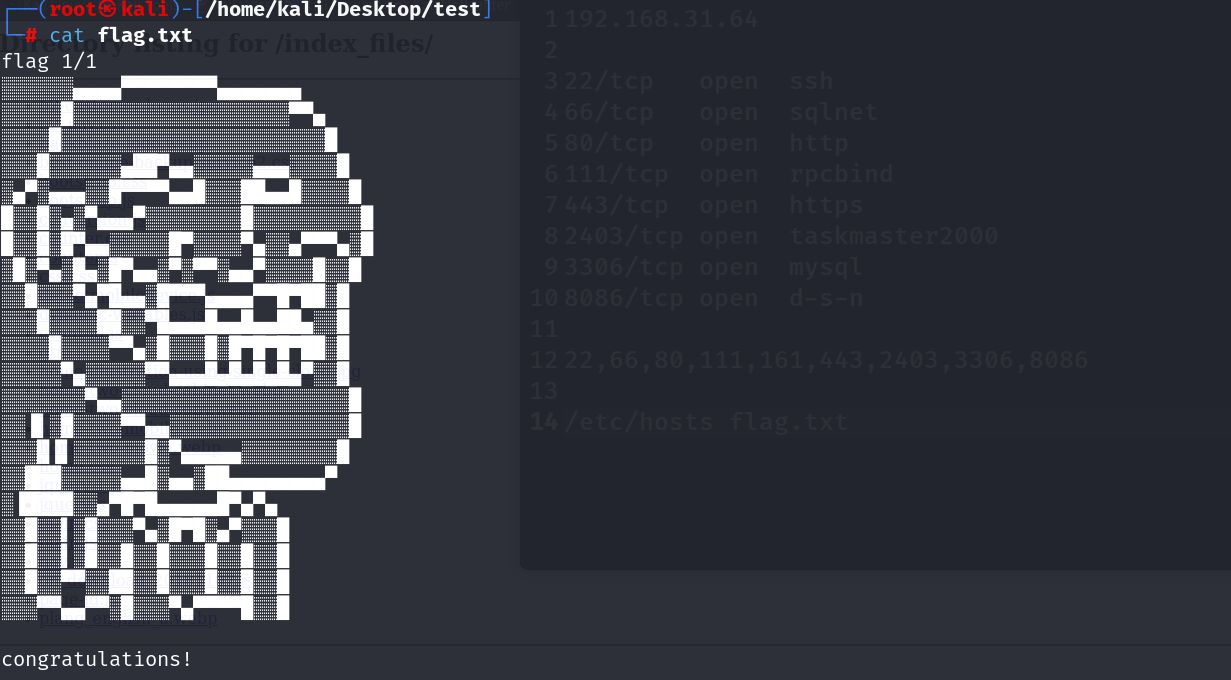 (root㉿kali)-[/home/kali/Desktop/test]
# cat flag.txt
Directory listing for /index_files/
flag 1/1
congratulations!
1 192.168.31.64
2
3 22/tcp open ssh
4 66/tcp open sqlnet
5 80/tcp open http
6 111/tcp open rpcbind
7 443/tcp open https
8 2403/tcp open taskmaster2000
9 3306/tcp open mysql
10 8086/tcp open d-s-n
11
12 22,66,80,111,161,443,2403,3306,8086
13
14 /etc/hosts flag.txt